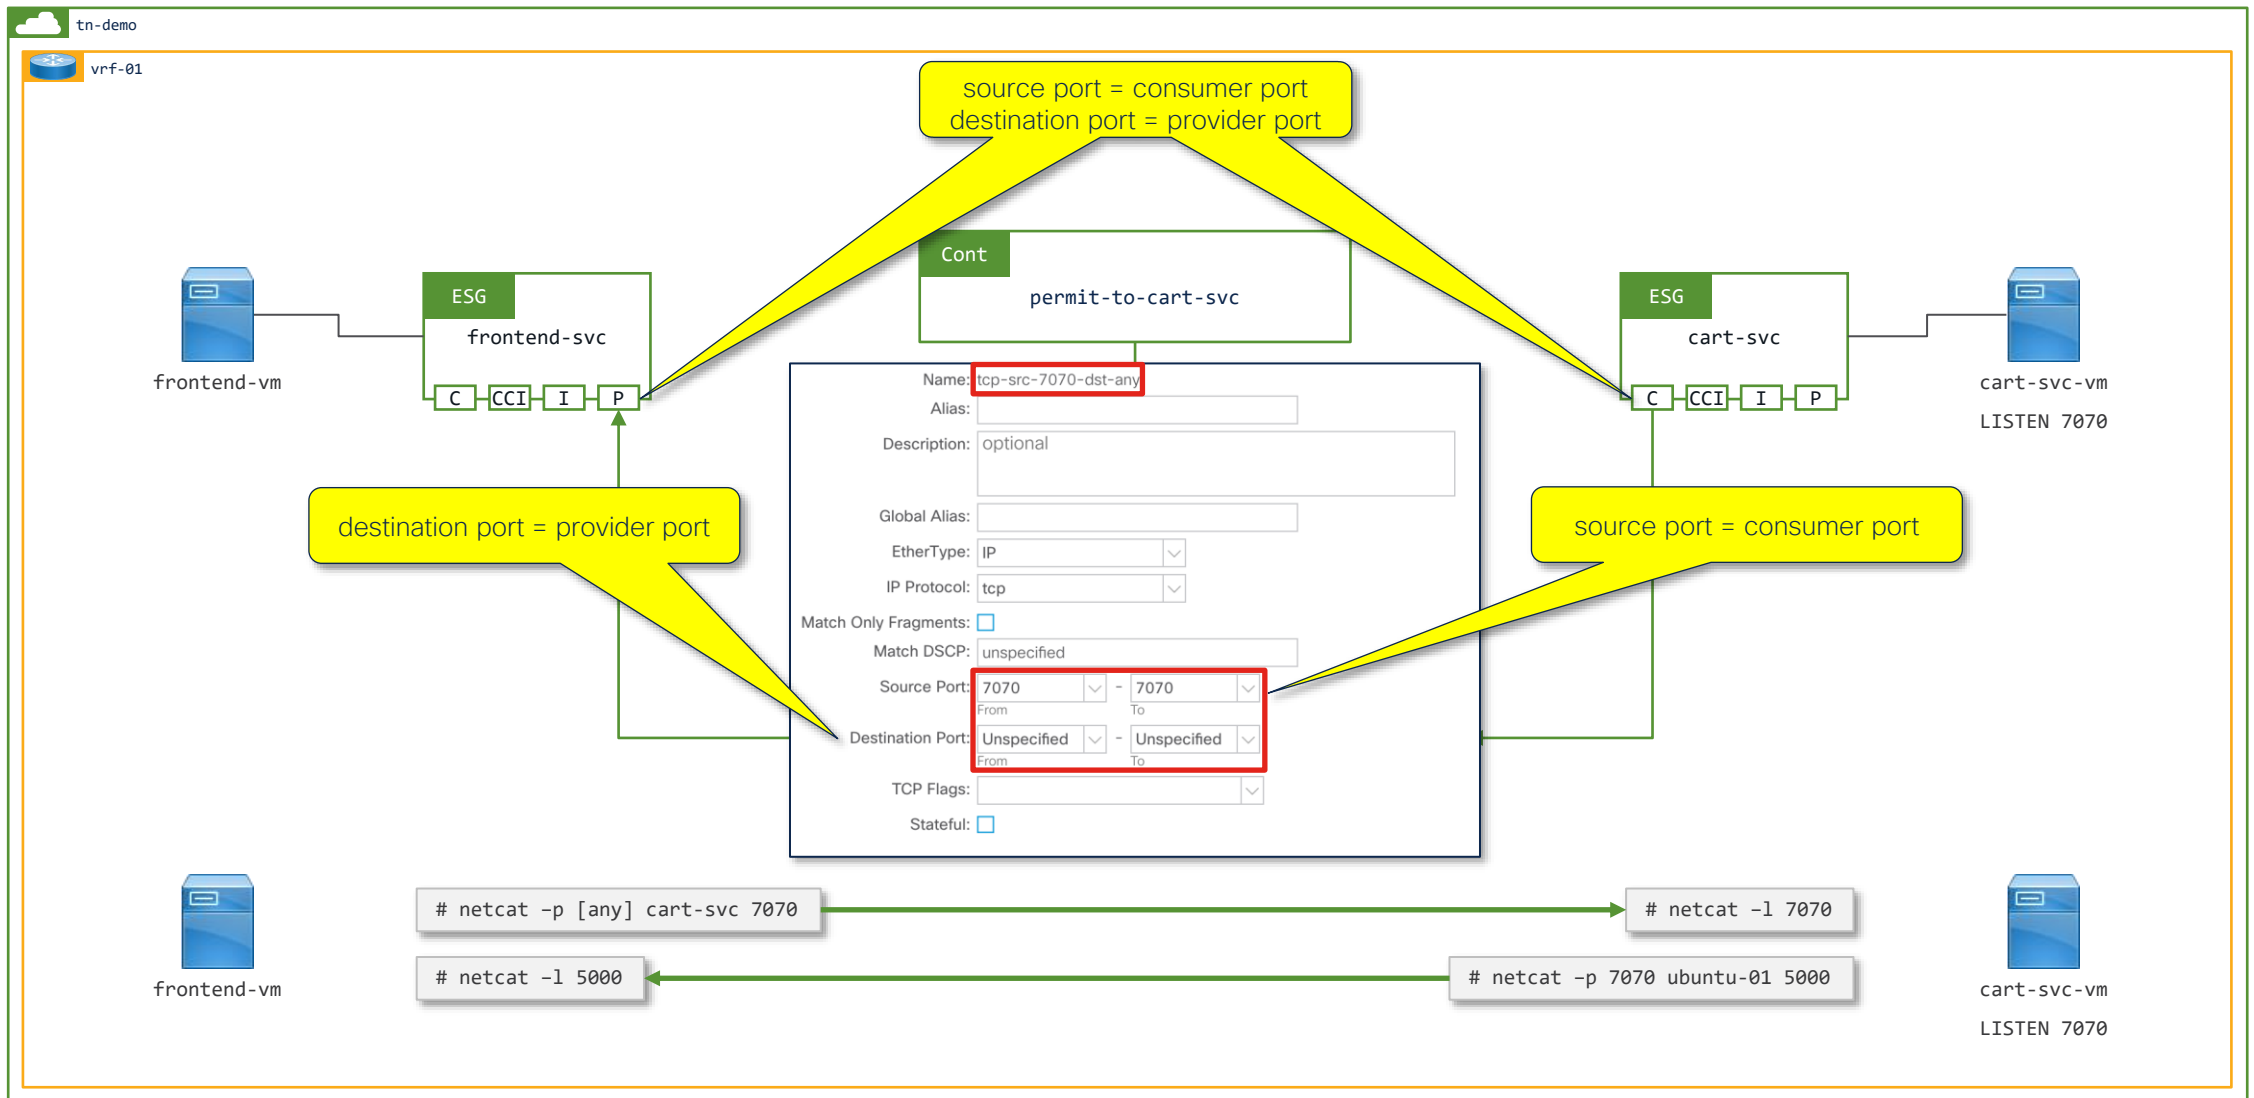 tn-demo
vrf-01
source port = consumer port
destination port = provider port
Cont
permit-to-cart-svc
ESG
frontend-svc
C CCI I P
frontend-vm
ESG
cart-svc
C CCI I P
cart-svc-vm
LISTEN 7070
Name: tcp-src-7070-dst-any
Alias:
Description: optional
Global Alias:
EtherType: IP
IP Protocol: tcp
Match Only Fragments:
Match DSCP: unspecified
Source Port: 7070 - 7070
From To
Destination Port: Unspecified - Unspecified
From To
TCP Flags:
Stateful:
destination port = provider port
source port = consumer port
# netcat –p [any] cart-svc 7070
# netcat –l 7070
# netcat –l 5000
# netcat –p 7070 ubuntu-01 5000
frontend-vm
cart-svc-vm
LISTEN 7070